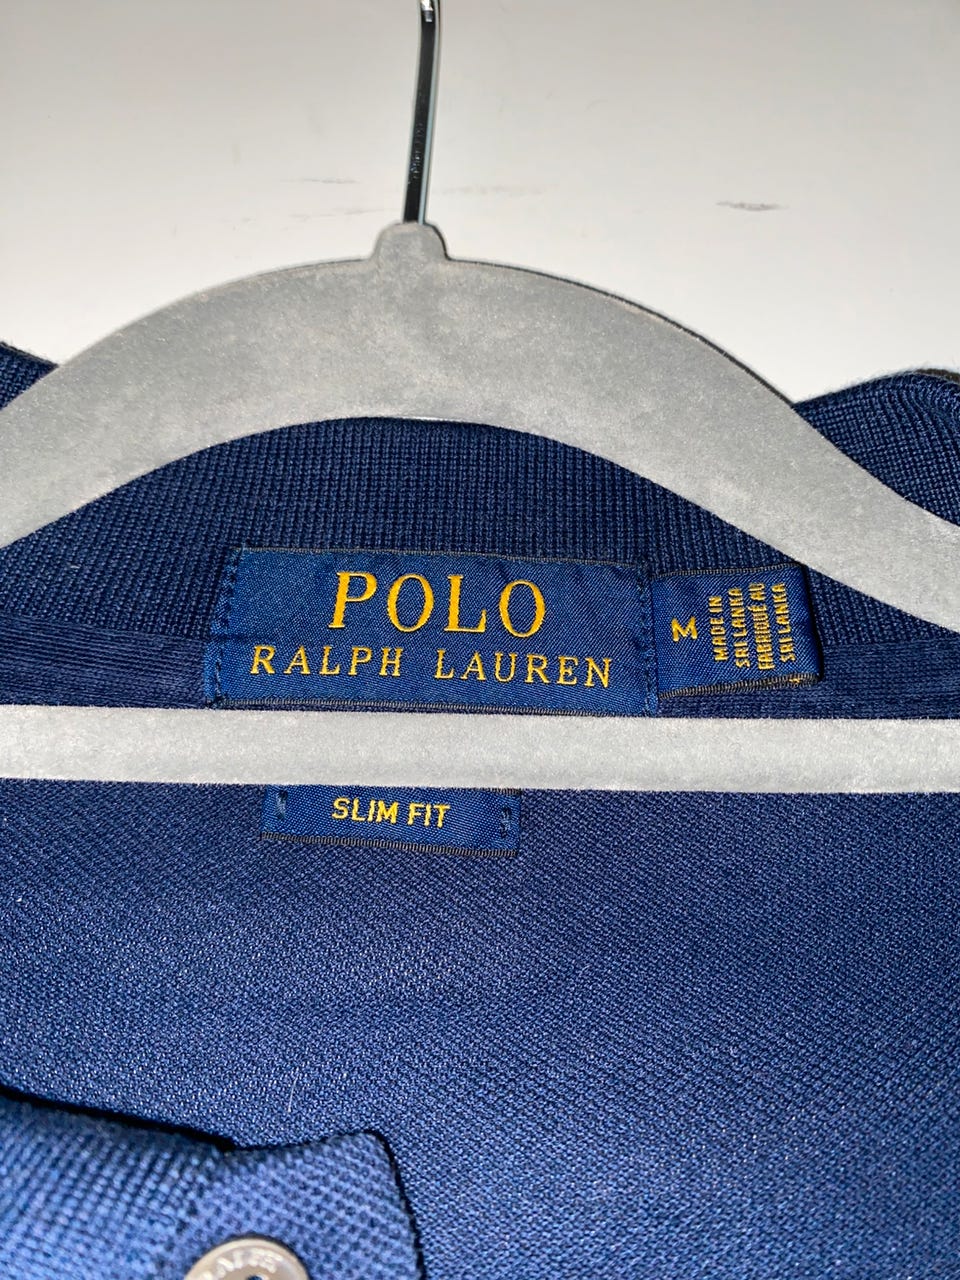 POLO
RALPH LAUREN
M
MADE IN
SRI LANKA
FABRIQUÉ AU
SRI LANKA
SLIM FIT